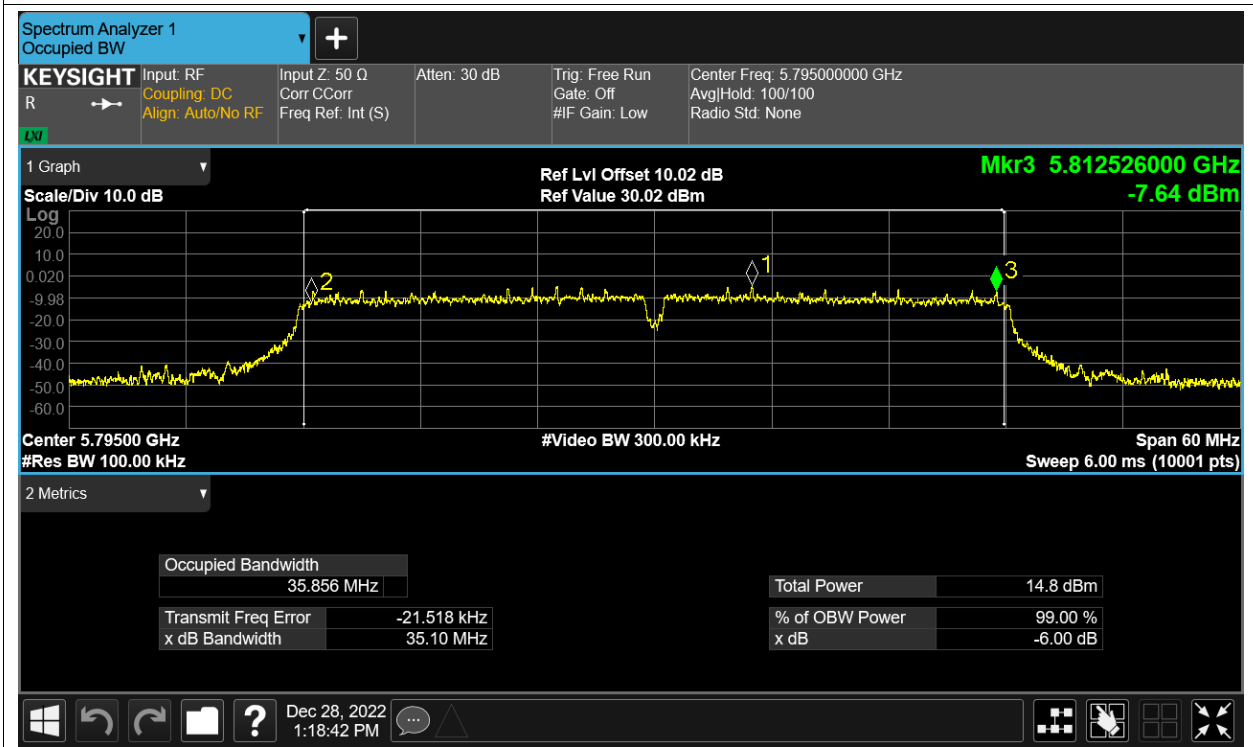 Spectrum Analyzer 1
Occupied BW
KEYSIGHT
R
LXI
Input: RF
Coupling: DC
Align: Auto/No RF
Input Z: 50 Ω
Corr CCorr
Freq Ref: Int (S)
Atten: 30 dB
Trig: Free Run
Gate: Off
#IF Gain: Low
Center Freq: 5.795000000 GHz
Avg|Hold: 100/100
Radio Std: None
1 Graph
Scale/Div 10.0 dB
Ref Lvl Offset 10.02 dB
Ref Value 30.02 dBm
Mkr3 5.812526000 GHz
-7.64 dBm
Log
20.0
10.0
0.020
-9.98
-20.0
-30.0
-40.0
-50.0
-60.0
2
1
3
Center 5.79500 GHz
#Res BW 100.00 kHz
#Video BW 300.00 kHz
Span 60 MHz
Sweep 6.00 ms (10001 pts)
2 Metrics
Occupied Bandwidth
35.856 MHz
Transmit Freq Error -21.518 kHz
x dB Bandwidth 35.10 MHz
Total Power 14.8 dBm
% of OBW Power 99.00 %
x dB -6.00 dB
?
Dec 28, 2022
1:18:42 PM